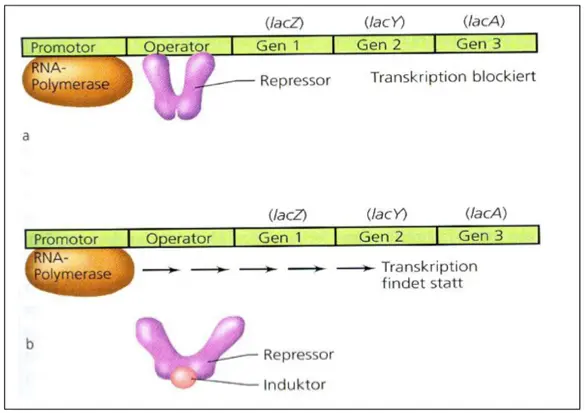 (lacZ) (lacY) (lacA)
Promotor Operator Gen 1 Gen 2 Gen 3
RNA-
Polymerase
Repressor Transkription blockiert
a
(lacZ) (lacY) (lacA)
Promotor Operator Gen 1 Gen 2 Gen 3
RNA-
Polymerase
Transkription
findet statt
b
Repressor
Induktor